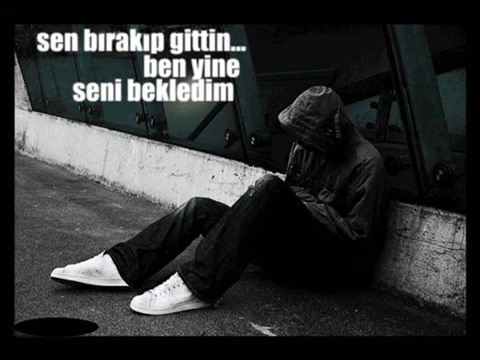 sen bırakıp gittin...
ben yine
seni bekledim